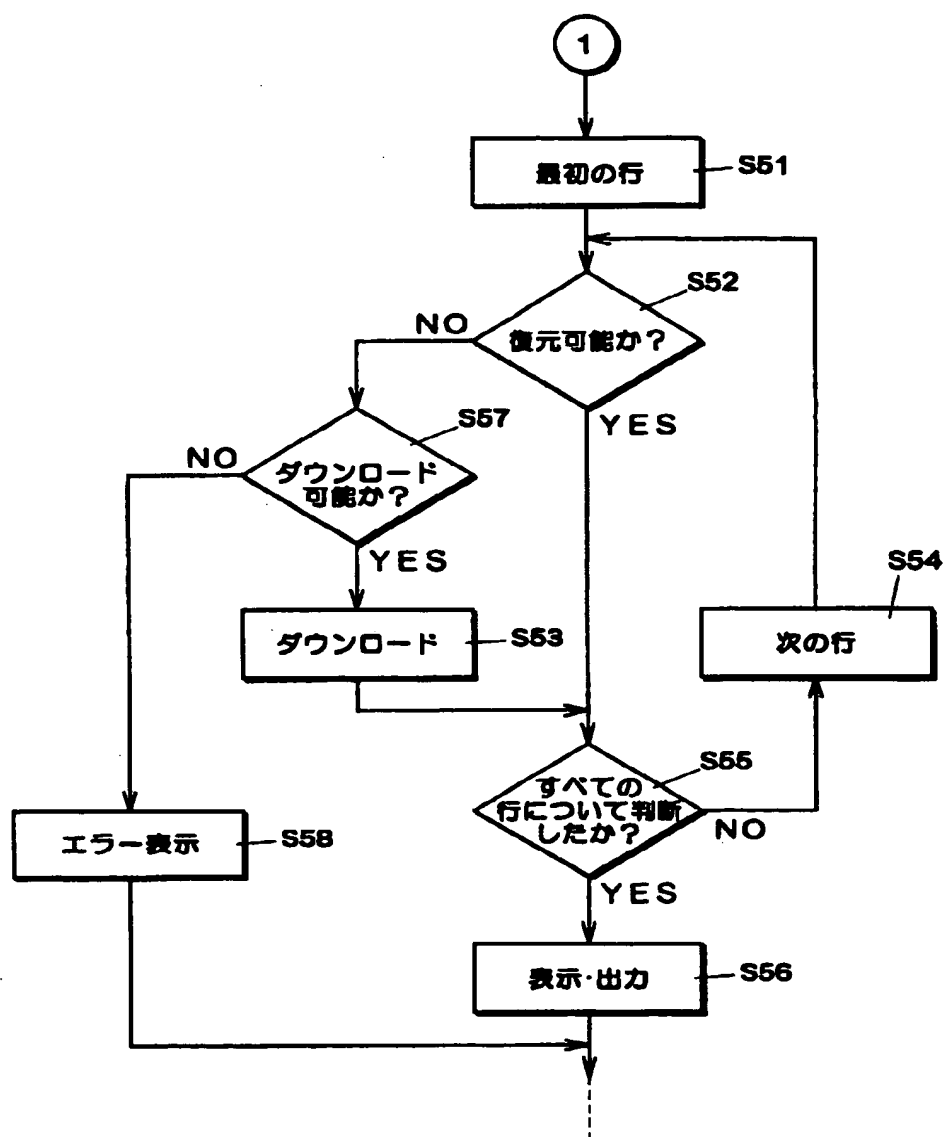 1
最初の行
S51
S52
NO
復元可能か?
YES
S57
NO
ダウンロード
可能か?
YES
S54
ダウンロード
S53
次の行
S55
すべての
行について判断
したか?
NO
エラー表示
S58
YES
表示・出力
S56